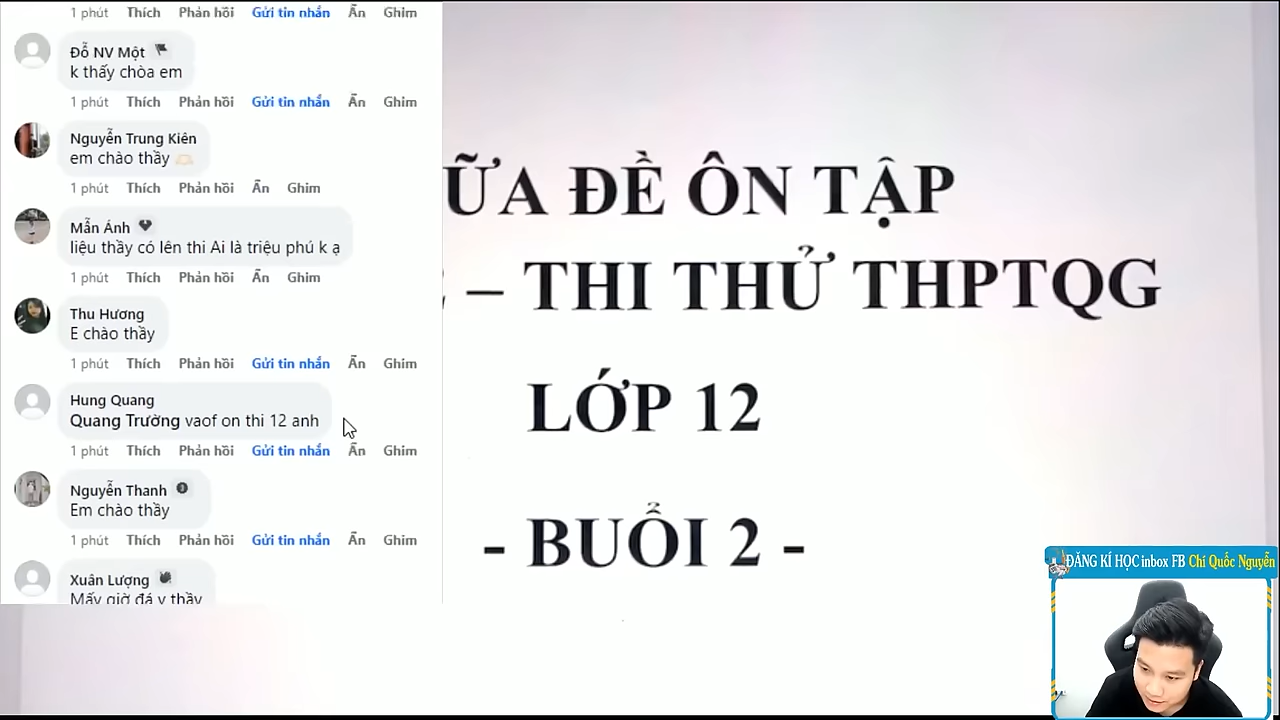 1 phút Thích Phản hồi Gửi tin nhắn Ẩn Ghim
Đỗ NV Một
k thấy chòa em
1 phút Thích Phản hồi Gửi tin nhắn Ẩn Ghim
Nguyễn Trung Kiên
em chào thầy
1 phút Thích Phản hồi Ẩn Ghim
Mẫn Ánh
liệu thầy có lên thi Ai là triệu phú k ạ
1 phút Thích Phản hồi Ẩn Ghim
Thu Hương
E chào thầy
1 phút Thích Phản hồi Gửi tin nhắn Ẩn Ghim
Hung Quang
Quang Trường vaof on thi 12 anh
1 phút Thích Phản hồi Gửi tin nhắn Ẩn Ghim
Nguyễn Thanh
Em chào thầy
1 phút Thích Phản hồi Gửi tin nhắn Ẩn Ghim
Xuân Lượng
Mấy giờ đá v thầy
ỮA ĐỀ ÔN TẬP
– THI THỬ THPTQG
LỚP 12
- BUỔI 2 -
ĐĂNG KÍ HỌC inbox FB Chí Quốc Nguyễn